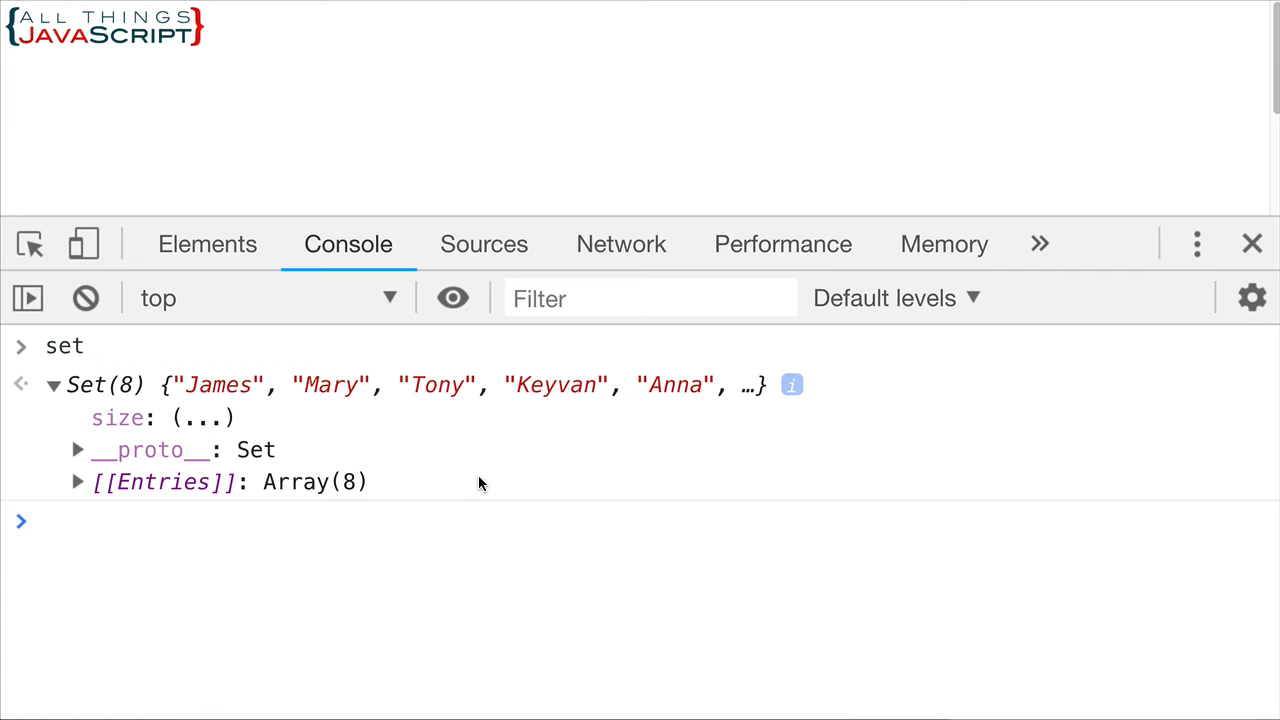 {ALL THINGS
JAVASCRIPT}
Elements Console Sources Network Performance Memory »
top ▼ Filter Default levels ▼
> set
<· ▼Set(8) {"James", "Mary", "Tony", "Keyvan", "Anna", …} i
size: (...)
▶ __proto__: Set
▶ [[Entries]]: Array(8)
>